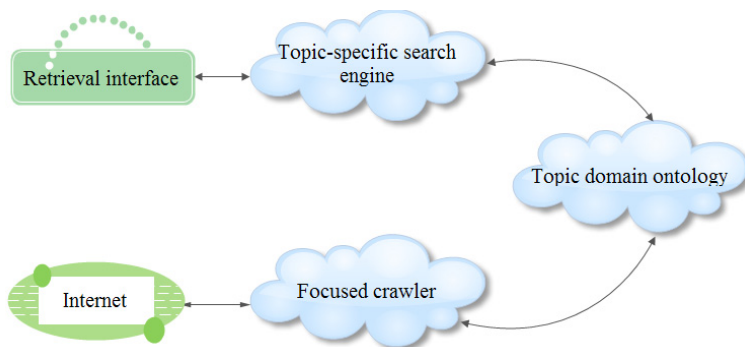 Topic-specific search
engine
Retrieval interface
Topic domain ontology
Focused crawler
Internet